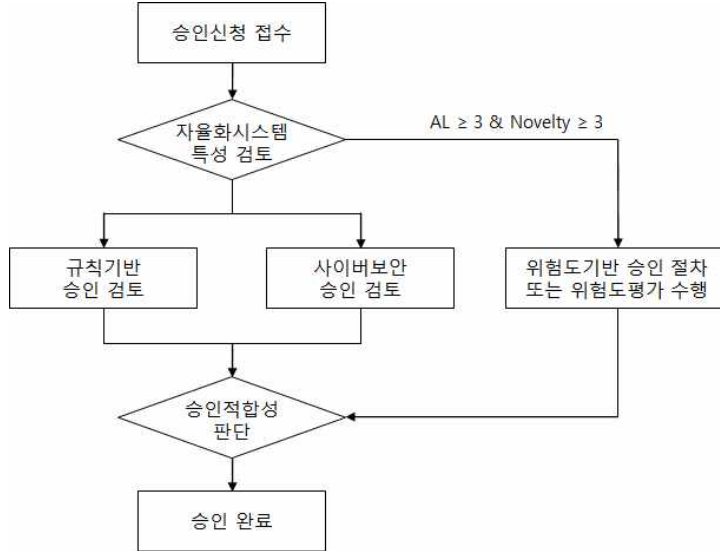 승인신청 접수
자율화시스템
특성 검토
AL ≥ 3 & Novelty ≥ 3
규칙기반
승인 검토
사이버보안
승인 검토
위험도기반 승인 절차
또는 위험도평가 수행
승인적합성
판단
승인 완료